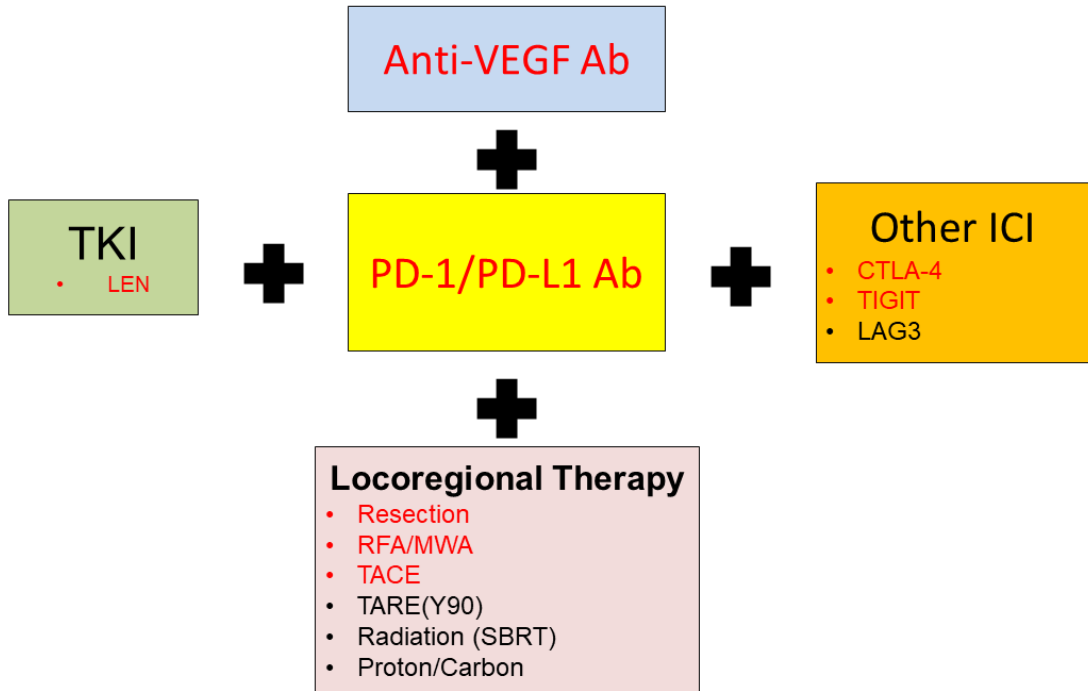 Anti-VEGF Ab
TKI
• LEN
PD-1/PD-L1 Ab
Other ICI
• CTLA-4
• TIGIT
• LAG3
Locoregional Therapy
• Resection
• RFA/MWA
• TACE
• TARE(Y90)
• Radiation (SBRT)
• Proton/Carbon